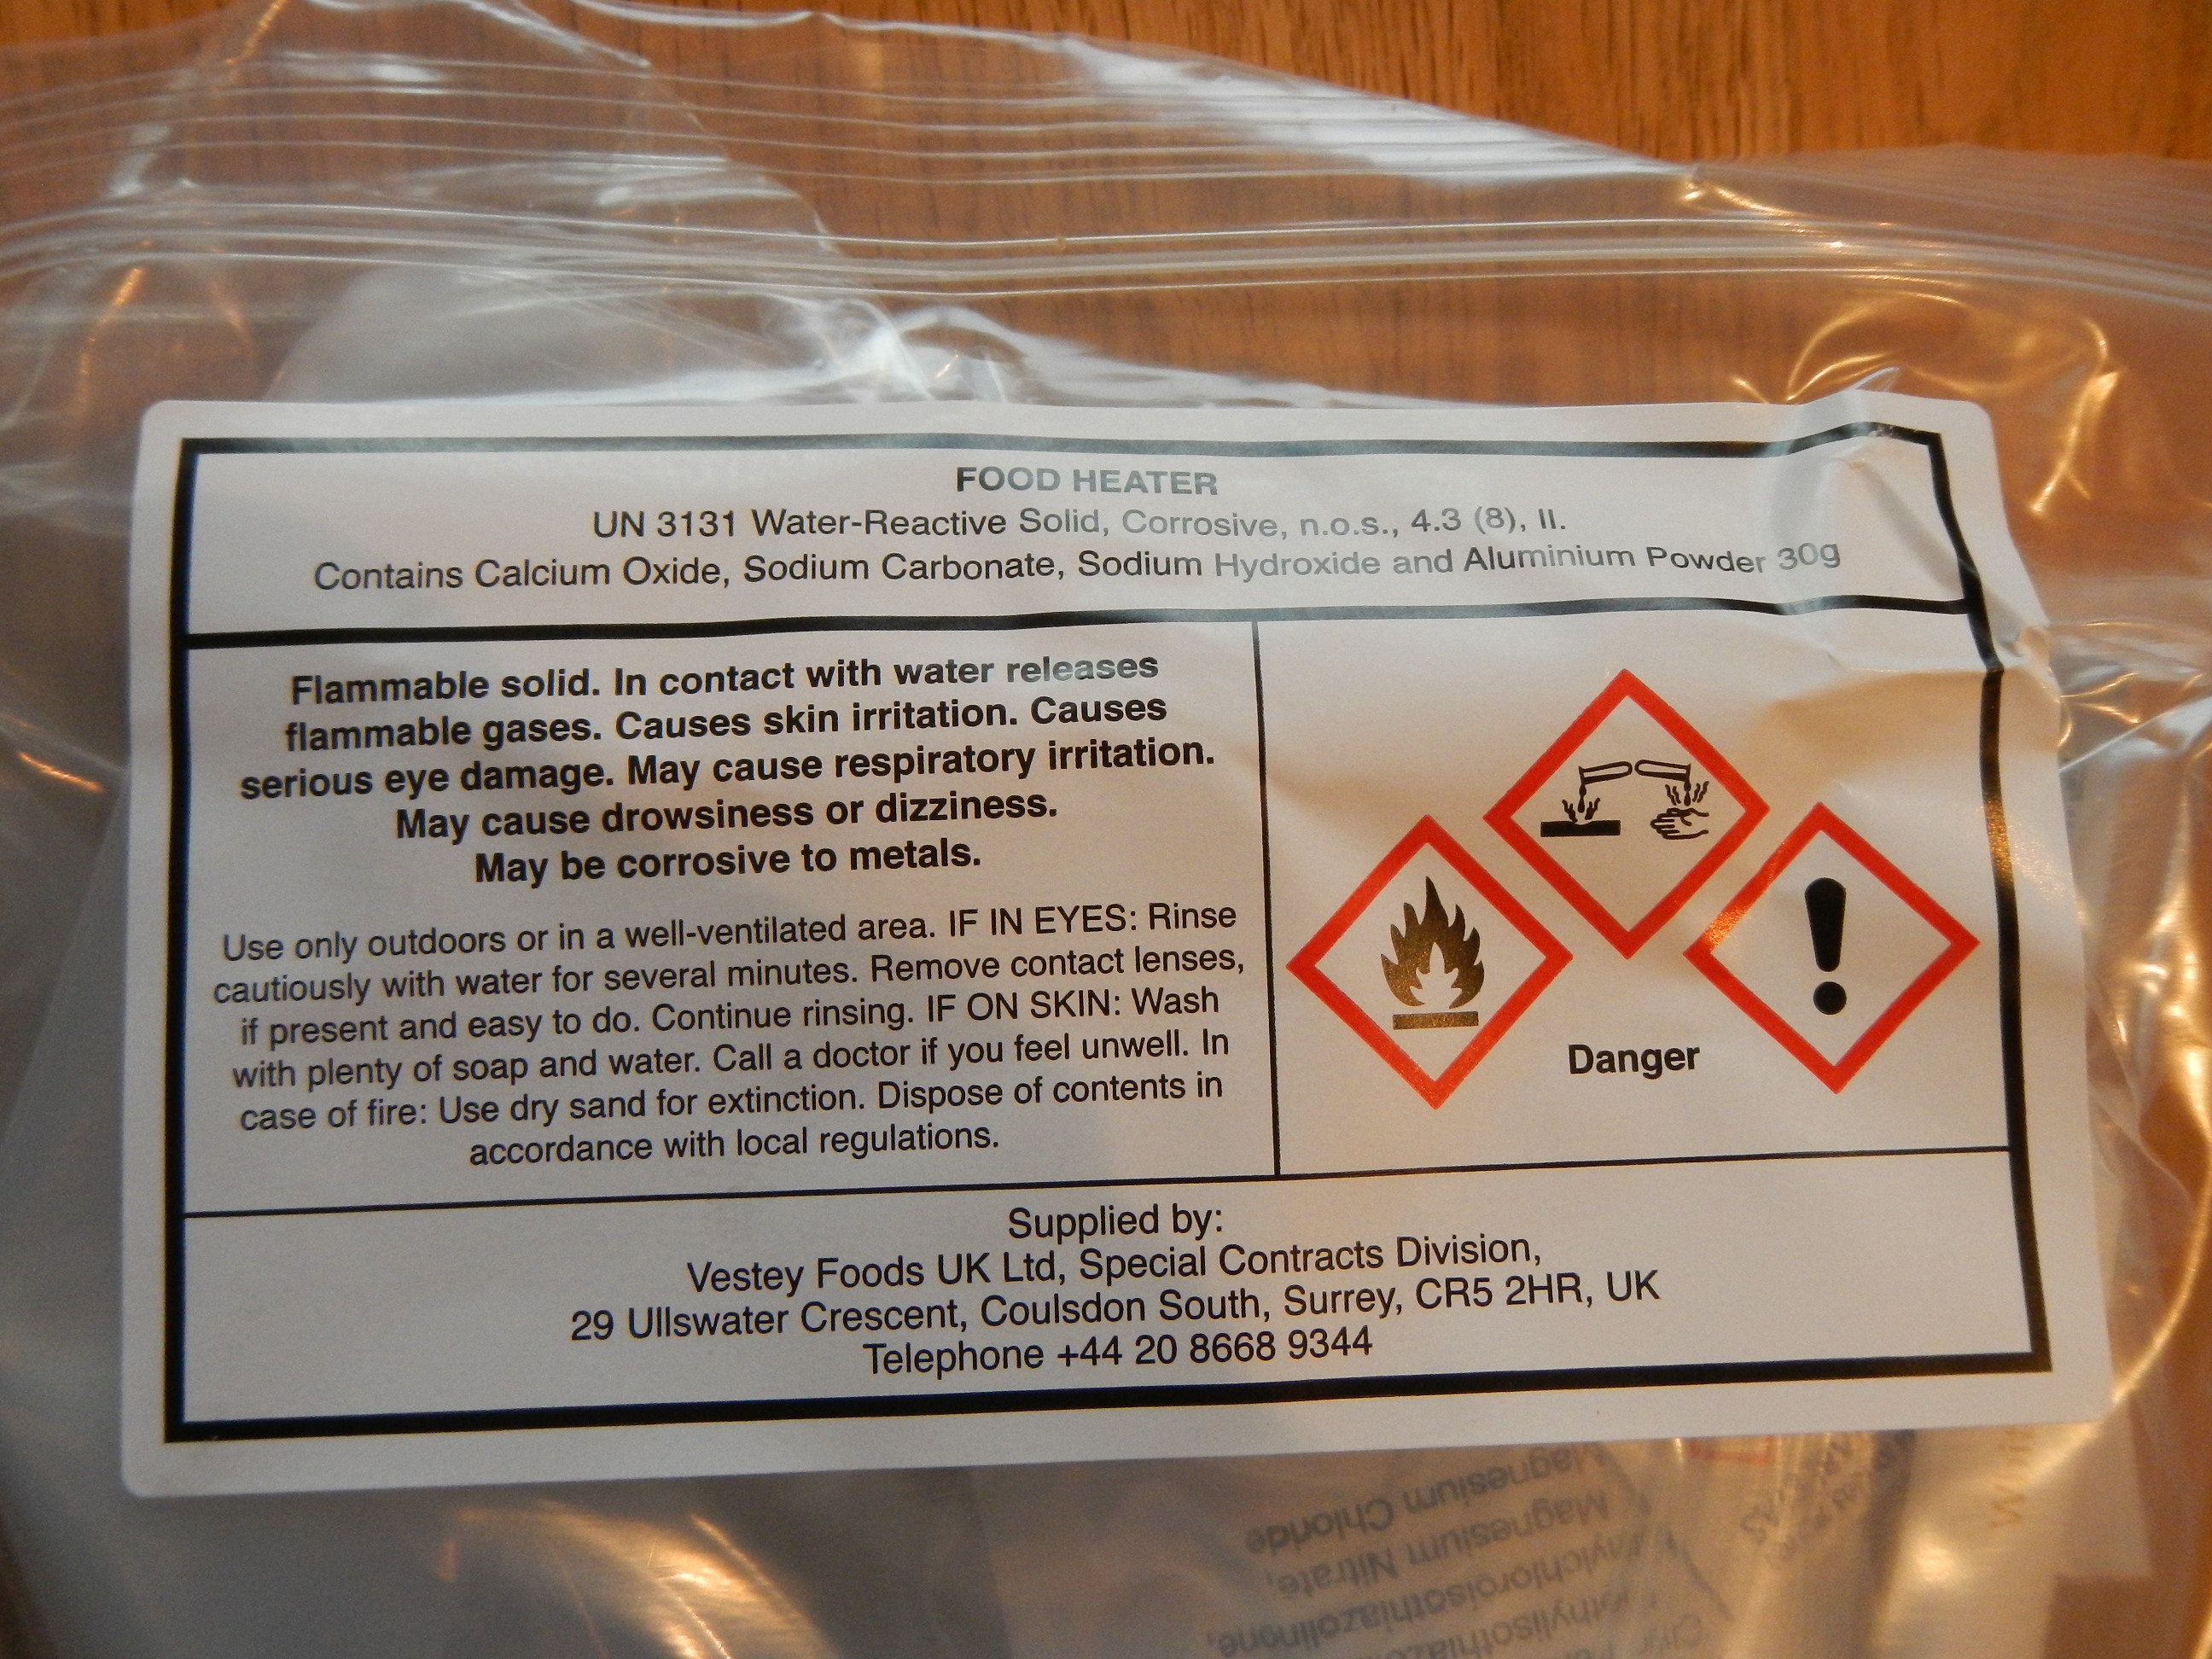 FOOD HEATER
UN 3131 Water-Reactive Solid, Corrosive, n.o.s., 4.3 (8), II.
Contains Calcium Oxide, Sodium Carbonate, Sodium Hydroxide and Aluminium Powder 30g
Flammable solid. In contact with water releases
flammable gases. Causes skin irritation. Causes
serious eye damage. May cause respiratory irritation.
May cause drowsiness or dizziness.
May be corrosive to metals.
Use only outdoors or in a well-ventilated area. IF IN EYES: Rinse
cautiously with water for several minutes. Remove contact lenses,
if present and easy to do. Continue rinsing. IF ON SKIN: Wash
with plenty of soap and water. Call a doctor if you feel unwell. In
case of fire: Use dry sand for extinction. Dispose of contents in
accordance with local regulations.
Danger
Supplied by:
Vestey Foods UK Ltd, Special Contracts Division,
29 Ullswater Crescent, Coulsdon South, Surrey, CR5 2HR, UK
Telephone +44 20 8668 9344
Nitrate, Magnesium
Magnesium Chloride